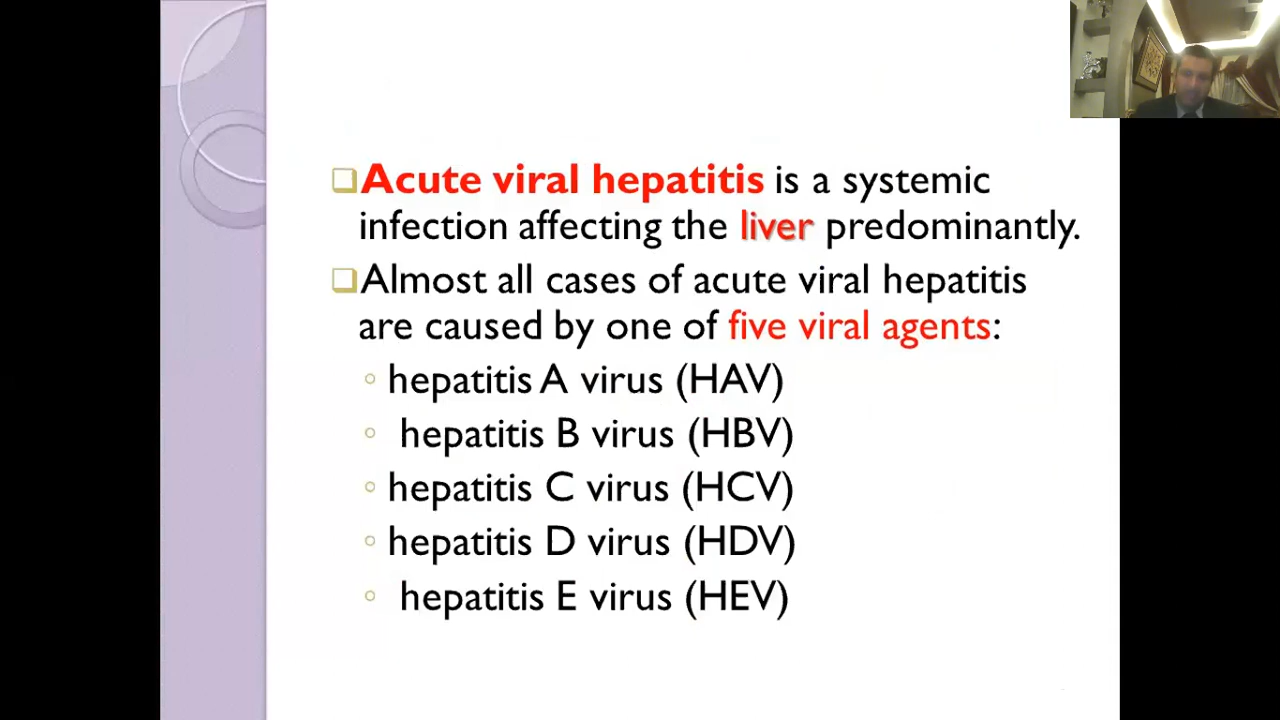 Acute viral hepatitis is a systemic
infection affecting the liver predominantly.
Almost all cases of acute viral hepatitis
are caused by one of five viral agents:
hepatitis A virus (HAV)
hepatitis B virus (HBV)
hepatitis C virus (HCV)
hepatitis D virus (HDV)
hepatitis E virus (HEV)